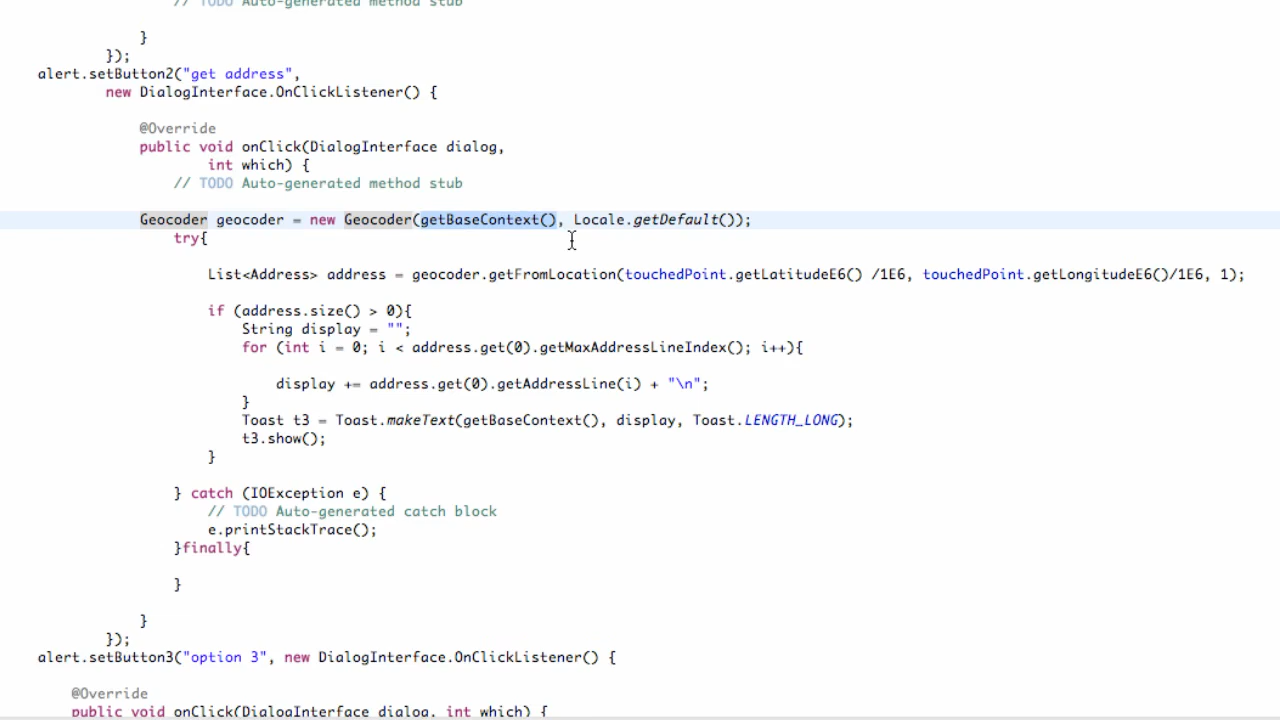 // TODO Auto-generated method stub
}
});
alert.setButton2("get address",
new DialogInterface.OnClickListener() {
@Override
public void onClick(DialogInterface dialog,
int which) {
// TODO Auto-generated method stub
Geocoder geocoder = new Geocoder(getBaseContext(), Locale.getDefault());
try{
List<Address> address = geocoder.getFromLocation(touchedPoint.getLatitudeE6() /1E6, touchedPoint.getLongitudeE6()/1E6, 1);
if (address.size() > 0){
String display = "";
for (int i = 0; i < address.get(0).getMaxAddressLineIndex(); i++){
display += address.get(0).getAddressLine(i) + "\n";
}
Toast t3 = Toast.makeText(getBaseContext(), display, Toast.LENGTH_LONG);
t3.show();
}
} catch (IOException e) {
// TODO Auto-generated catch block
e.printStackTrace();
}finally{
}
}
});
alert.setButton3("option 3", new DialogInterface.OnClickListener() {
@Override
public void onClick(DialogInterface dialog, int which) {